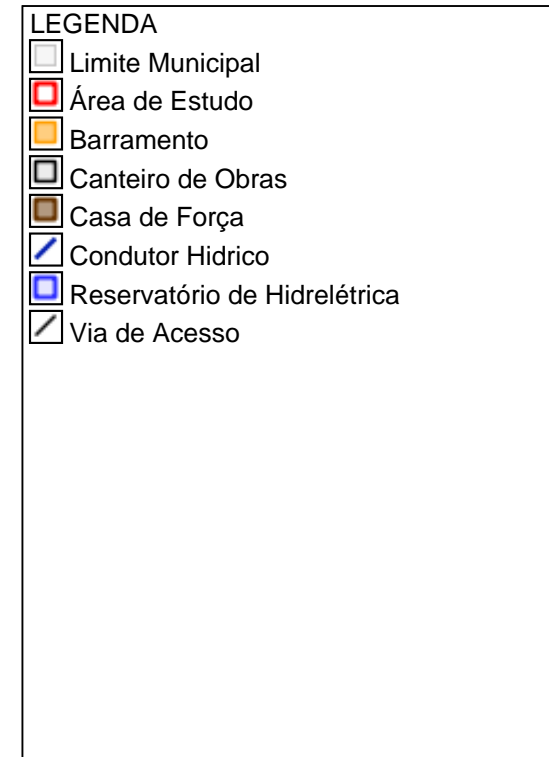 LEGENDA
Limite Municipal
Área de Estudo
Barramento
Canteiro de Obras
Casa de Força
Condutor Hidrico
Reservatório de Hidrelétrica
Via de Acesso